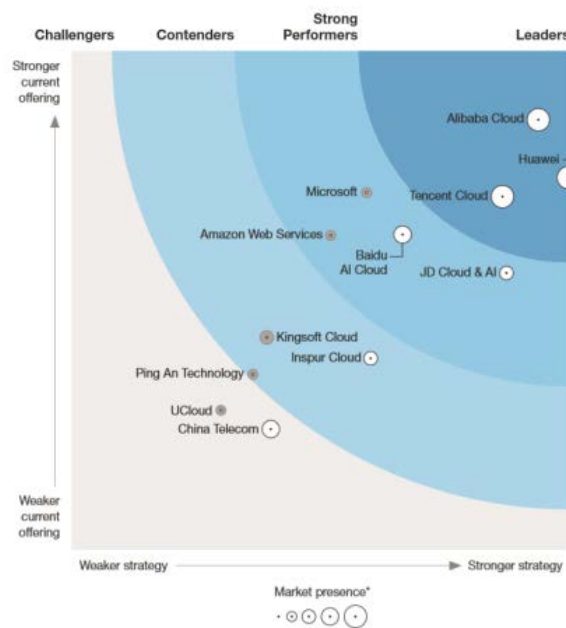 Challengers
Contenders
Strong
Performers
Leaders
Stronger
current
offering
Alibaba Cloud
Huawei
Microsoft
Tencent Cloud
Amazon Web Services
Baidu
AI Cloud
JD Cloud & AI
Kingsoft Cloud
Inspur Cloud
Ping An Technology
UCloud
China Telecom
Weaker
current
offering
Weaker strategy
Stronger strategy
Market presence*